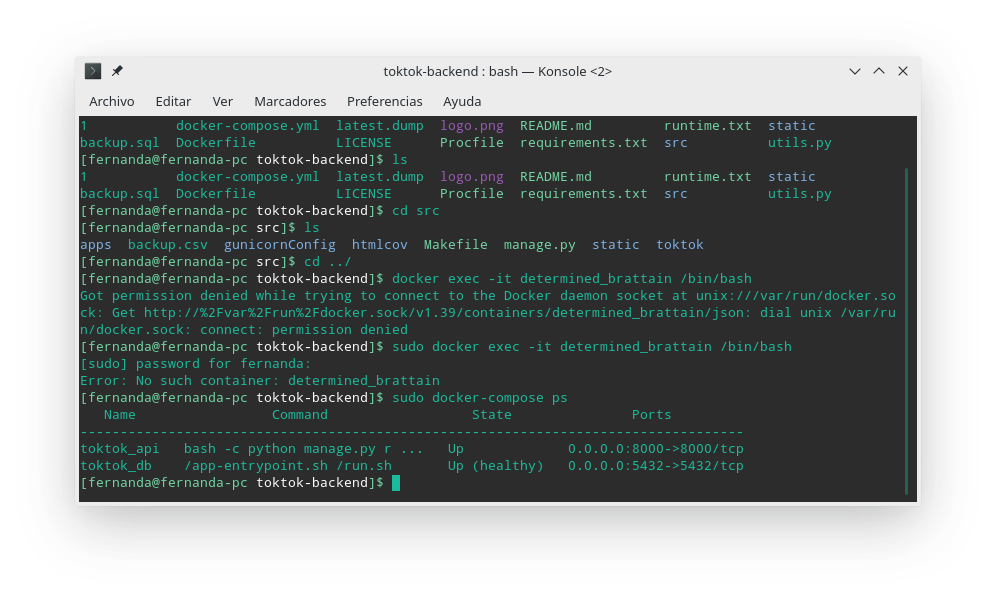 toktok-backend : bash — Konsole <2>
Archivo Editar Ver Marcadores Preferencias Ayuda
1 docker-compose.yml latest.dump logo.png README.md runtime.txt static
backup.sql Dockerfile LICENSE Procfile requirements.txt src utils.py
[fernanda@fernanda-pc toktok-backend]$ ls
1 docker-compose.yml latest.dump logo.png README.md runtime.txt static
backup.sql Dockerfile LICENSE Procfile requirements.txt src utils.py
[fernanda@fernanda-pc toktok-backend]$ cd src
[fernanda@fernanda-pc src]$ ls
apps backup.csv gunicornConfig htmlcov Makefile manage.py static toktok
[fernanda@fernanda-pc src]$ cd ../
[fernanda@fernanda-pc toktok-backend]$ docker exec -it determined_brattain /bin/bash
Got permission denied while trying to connect to the Docker daemon socket at unix:///var/run/docker.so
ck: Get http://%2Fvar%2Frun%2Fdocker.sock/v1.39/containers/determined_brattain/json: dial unix /var/ru
n/docker.sock: connect: permission denied
[fernanda@fernanda-pc toktok-backend]$ sudo docker exec -it determined_brattain /bin/bash
[sudo] password for fernanda:
Error: No such container: determined_brattain
[fernanda@fernanda-pc toktok-backend]$ sudo docker-compose ps
Name Command State Ports
-----------------------------------------------------------------------------------
toktok_api bash -c python manage.py r ... Up 0.0.0.0:8000->8000/tcp
toktok_db /app-entrypoint.sh /run.sh Up (healthy) 0.0.0.0:5432->5432/tcp
[fernanda@fernanda-pc toktok-backend]$